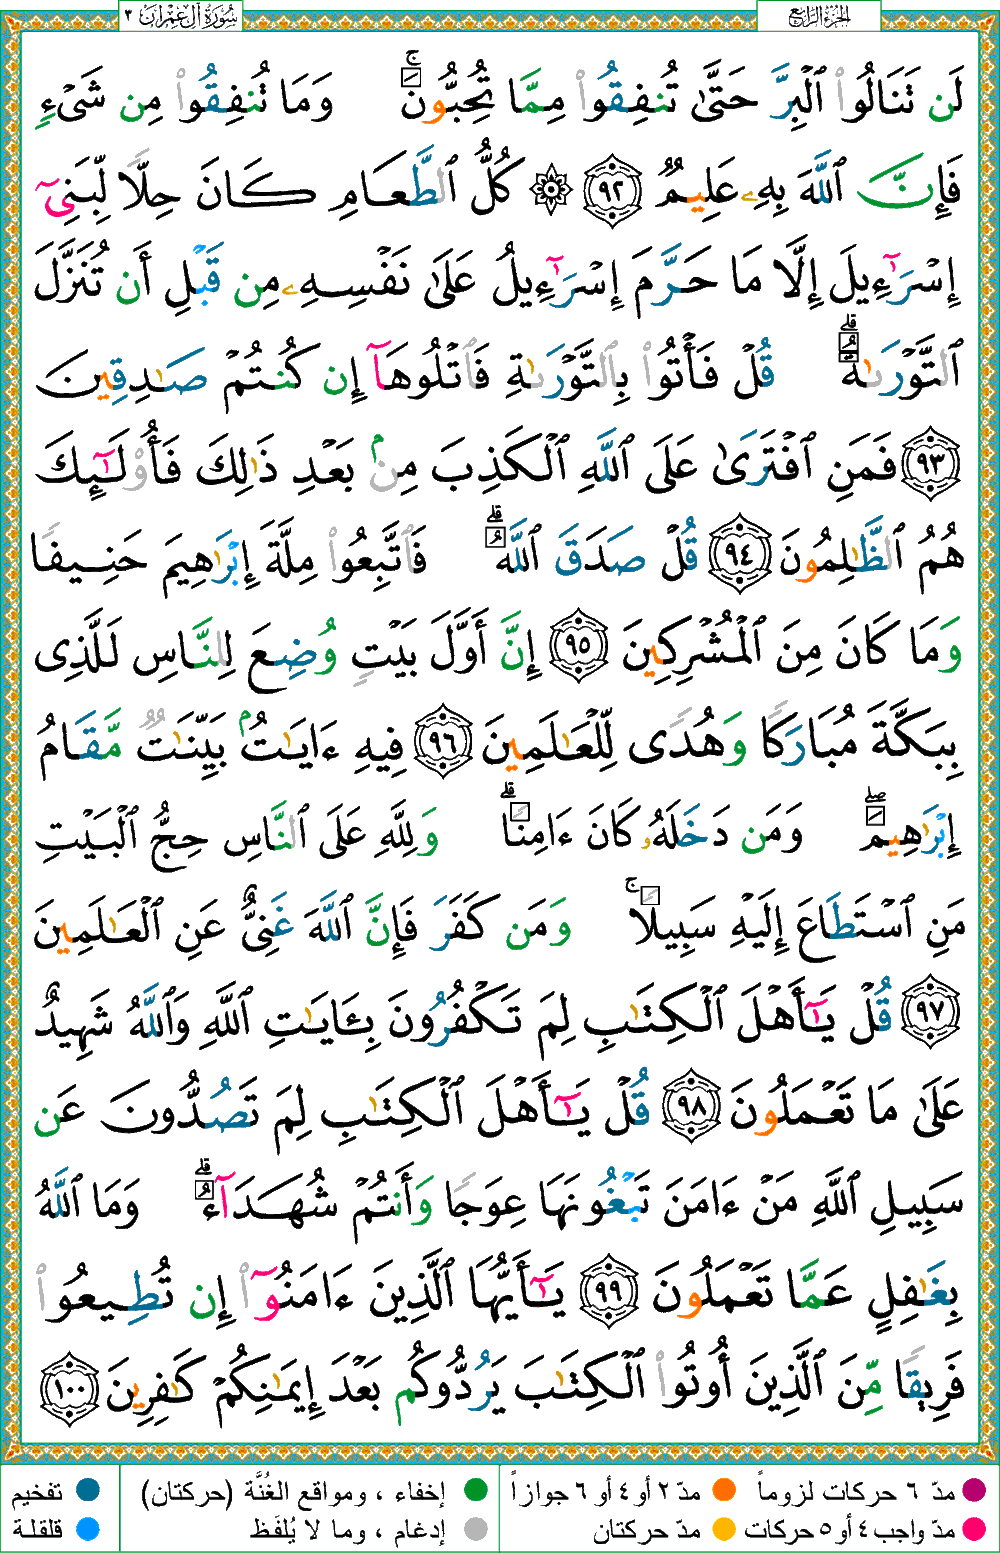 الجزء الرابع
سورة آل عمران ٣
لَن تَنَالُوا۟ ٱلْبِرَّ حَتَّىٰ تُنفِقُوا۟ مِمَّا تُحِبُّونَ ۚ وَمَا تُنفِقُوا۟ مِن شَىْءٍ
فَإِنَّ ٱللَّهَ بِهِۦ عَلِيمٌ ٩٢ ۞ كُلُّ ٱلطَّعَامِ كَانَ حِلًّا لِّبَنِىٓ
إِسْرَٰٓءِيلَ إِلَّا مَا حَرَّمَ إِسْرَٰٓءِيلُ عَلَىٰ نَفْسِهِۦ مِن قَبْلِ أَن تُنَزَّلَ
ٱلتَّوْرَىٰةُ ۗ قُلْ فَأْتُوا۟ بِٱلتَّوْرَىٰةِ فَٱتْلُوهَآ إِن كُنتُمْ صَٰدِقِينَ
٩٣ فَمَنِ ٱفْتَرَىٰ عَلَى ٱللَّهِ ٱلْكَذِبَ مِنۢ بَعْدِ ذَٰلِكَ فَأُو۟لَٰٓئِكَ
هُمُ ٱلظَّٰلِمُونَ ٩٤ قُلْ صَدَقَ ٱللَّهُ ۗ فَٱتَّبِعُوا۟ مِلَّةَ إِبْرَٰهِيمَ حَنِيفًا
وَمَا كَانَ مِنَ ٱلْمُشْرِكِينَ ٩٥ إِنَّ أَوَّلَ بَيْتٍ وُضِعَ لِلنَّاسِ لَلَّذِى
بِبَكَّةَ مُبَارَكًا وَهُدًى لِّلْعَٰلَمِينَ ٩٦ فِيهِ ءَايَٰتٌۢ بَيِّنَٰتٌ مَّقَامُ
إِبْرَٰهِيمَ ۖ وَمَن دَخَلَهُۥ كَانَ ءَامِنًا ۗ وَلِلَّهِ عَلَى ٱلنَّاسِ حِجُّ ٱلْبَيْتِ
مَنِ ٱسْتَطَاعَ إِلَيْهِ سَبِيلًا ۚ وَمَن كَفَرَ فَإِنَّ ٱللَّهَ غَنِىٌّ عَنِ ٱلْعَٰلَمِينَ
٩٧ قُلْ يَٰٓأَهْلَ ٱلْكِتَٰبِ لِمَ تَكْفُرُونَ بِـَٔايَٰتِ ٱللَّهِ وَٱللَّهُ شَهِيدٌ
عَلَىٰ مَا تَعْمَلُونَ ٩٨ قُلْ يَٰٓأَهْلَ ٱلْكِتَٰبِ لِمَ تَصُدُّونَ عَن
سَبِيلِ ٱللَّهِ مَنْ ءَامَنَ تَبْغُونَهَا عِوَجًا وَأَنتُمْ شُهَدَآءُ ۗ وَمَا ٱللَّهُ
بِغَٰفِلٍ عَمَّا تَعْمَلُونَ ٩٩ يَٰٓأَيُّهَا ٱلَّذِينَ ءَامَنُوٓا۟ إِن تُطِيعُوا۟
فَرِيقًا مِّنَ ٱلَّذِينَ أُوتُوا۟ ٱلْكِتَٰبَ يَرُدُّوكُم بَعْدَ إِيمَٰنِكُمْ كَٰفِرِينَ ١٠٠
مدّ ٦ حركات لزوماً
مدّ ٢ أو ٤ أو ٦ جوازاً
إخفاء ، ومواقع الغُنَّة (حركتان)
تفخيم
مدّ واجب ٤ أو ٥ حركات
مدّ حركتان
إدغام ، وما لا يُلفَظ
قلقلة